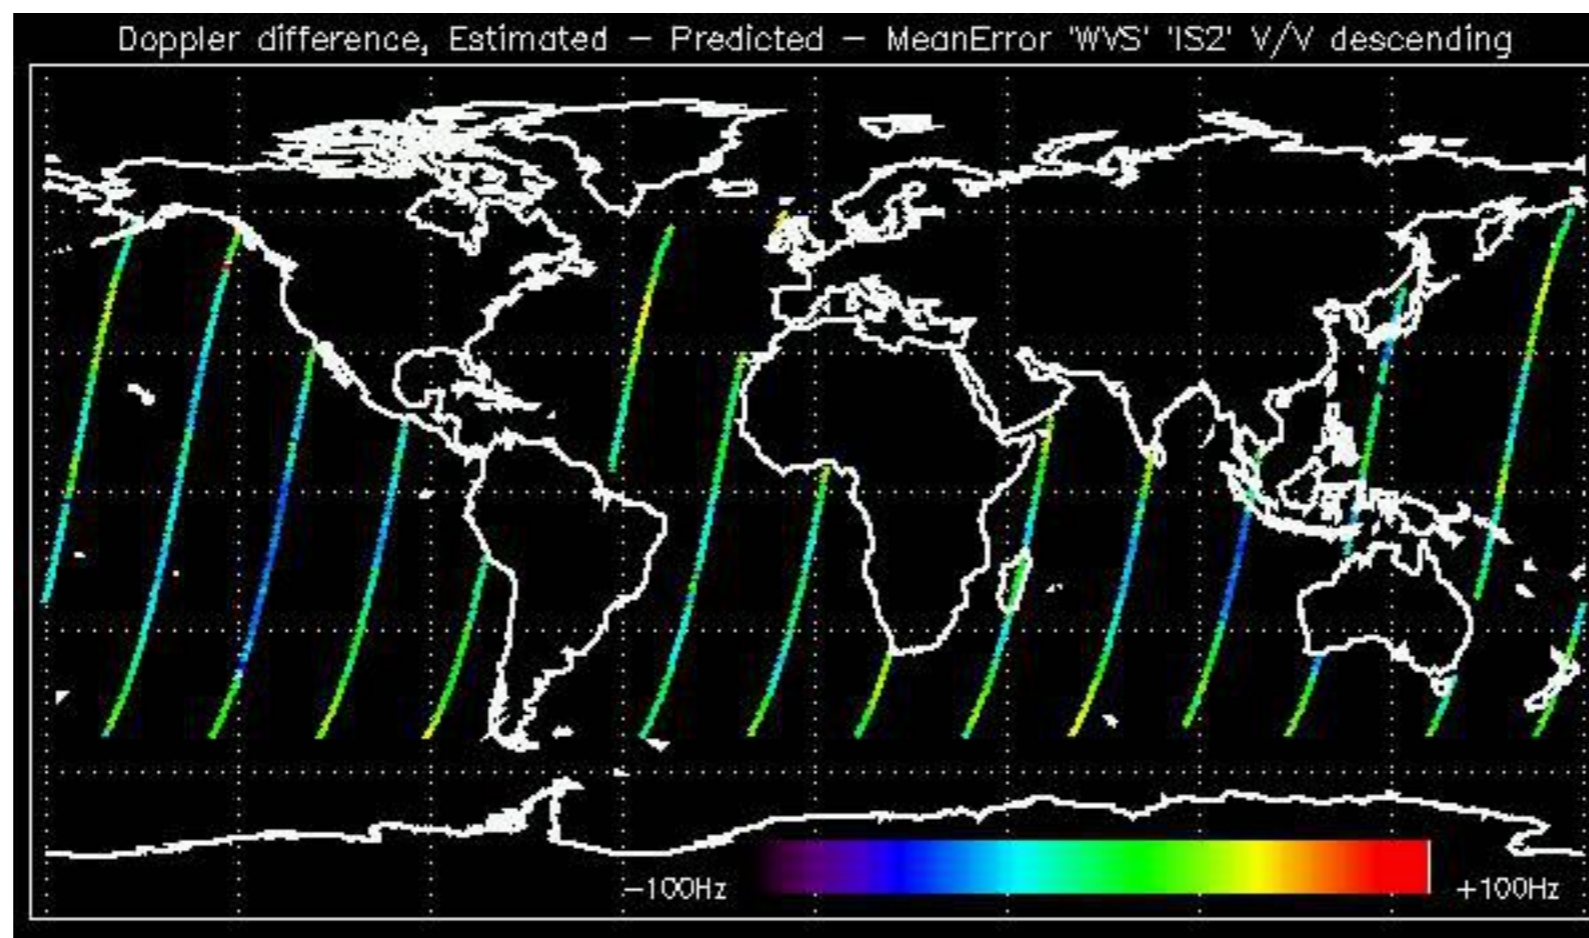 Doppler difference, Estimated − Predicted − MeanError 'WVS' 'IS2' V/V descending
−100Hz +100Hz